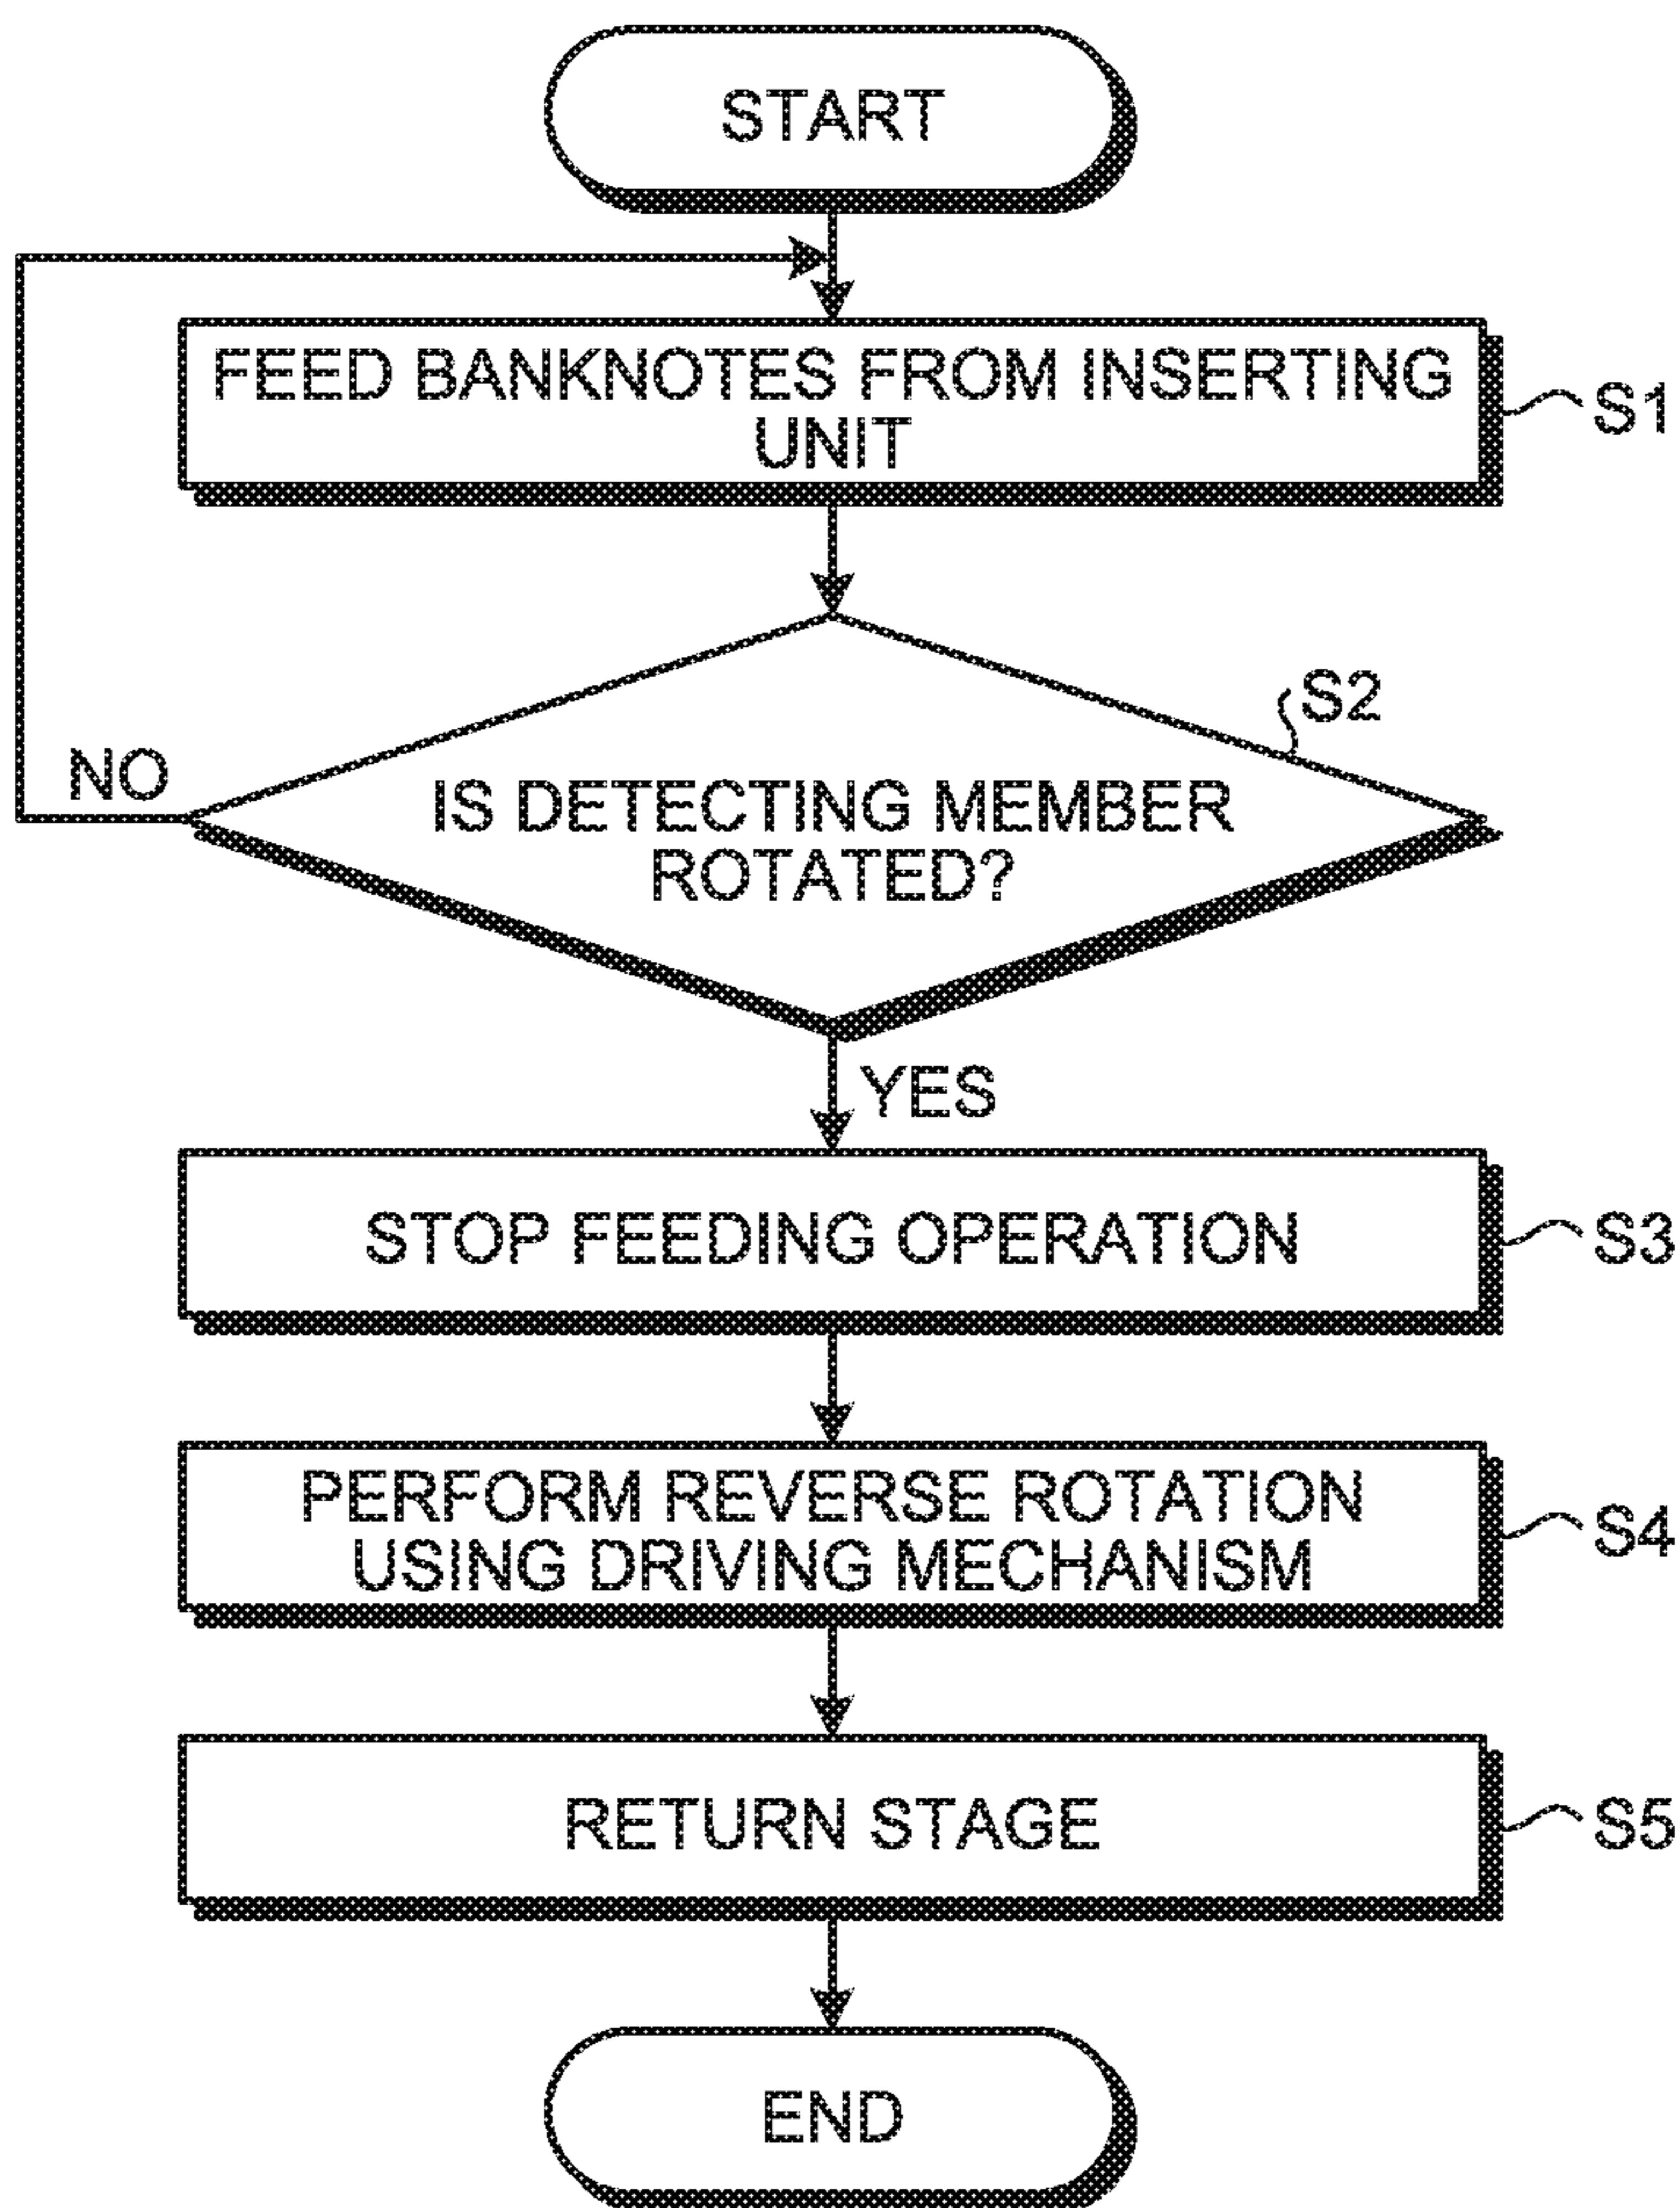 START
FEED BANKNOTES FROM INSERTING
UNIT
S1
S2
NO
IS DETECTING MEMBER
ROTATED?
YES
STOP FEEDING OPERATION
S3
PERFORM REVERSE ROTATION
USING DRIVING MECHANISM
S4
RETURN STAGE
S5
END